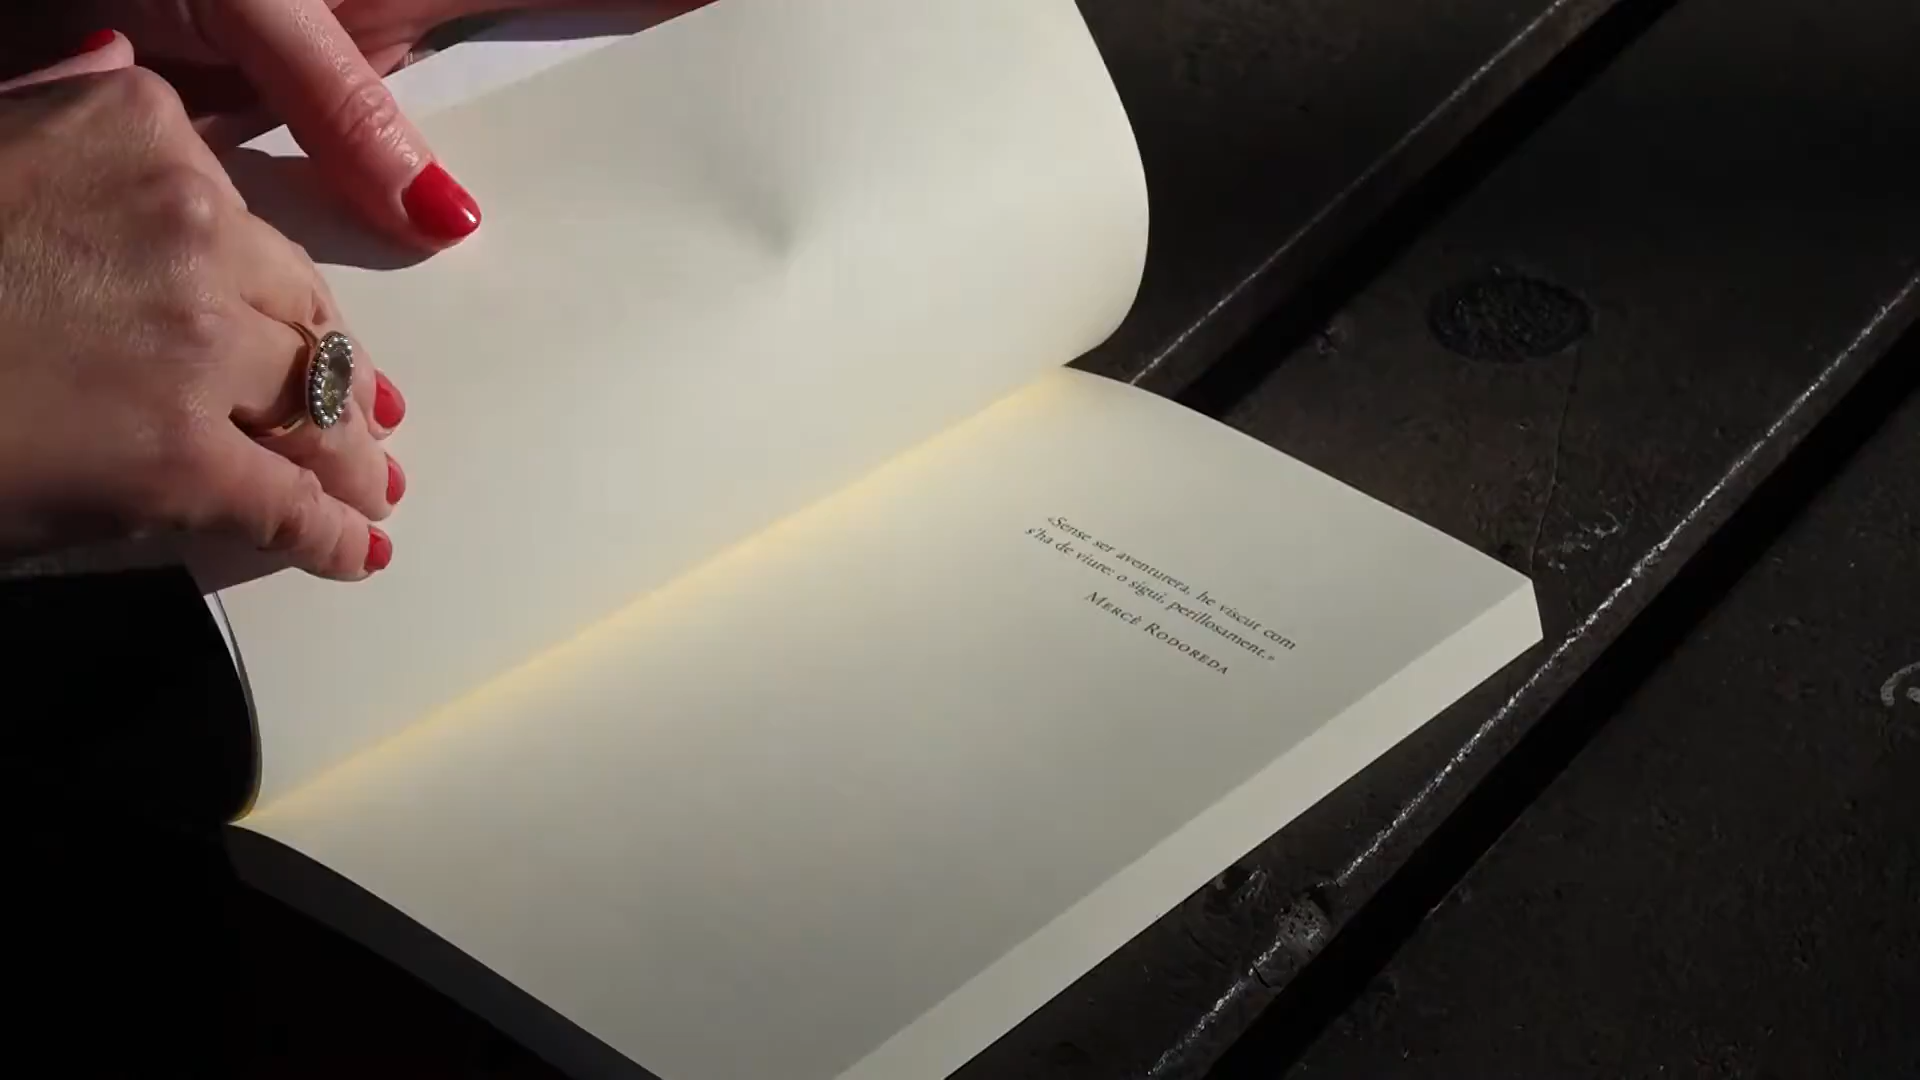 «Sense ser aventurera, he viscut com
s'ha de viure: o sigui, perillosament.»
MERCÈ RODOREDA